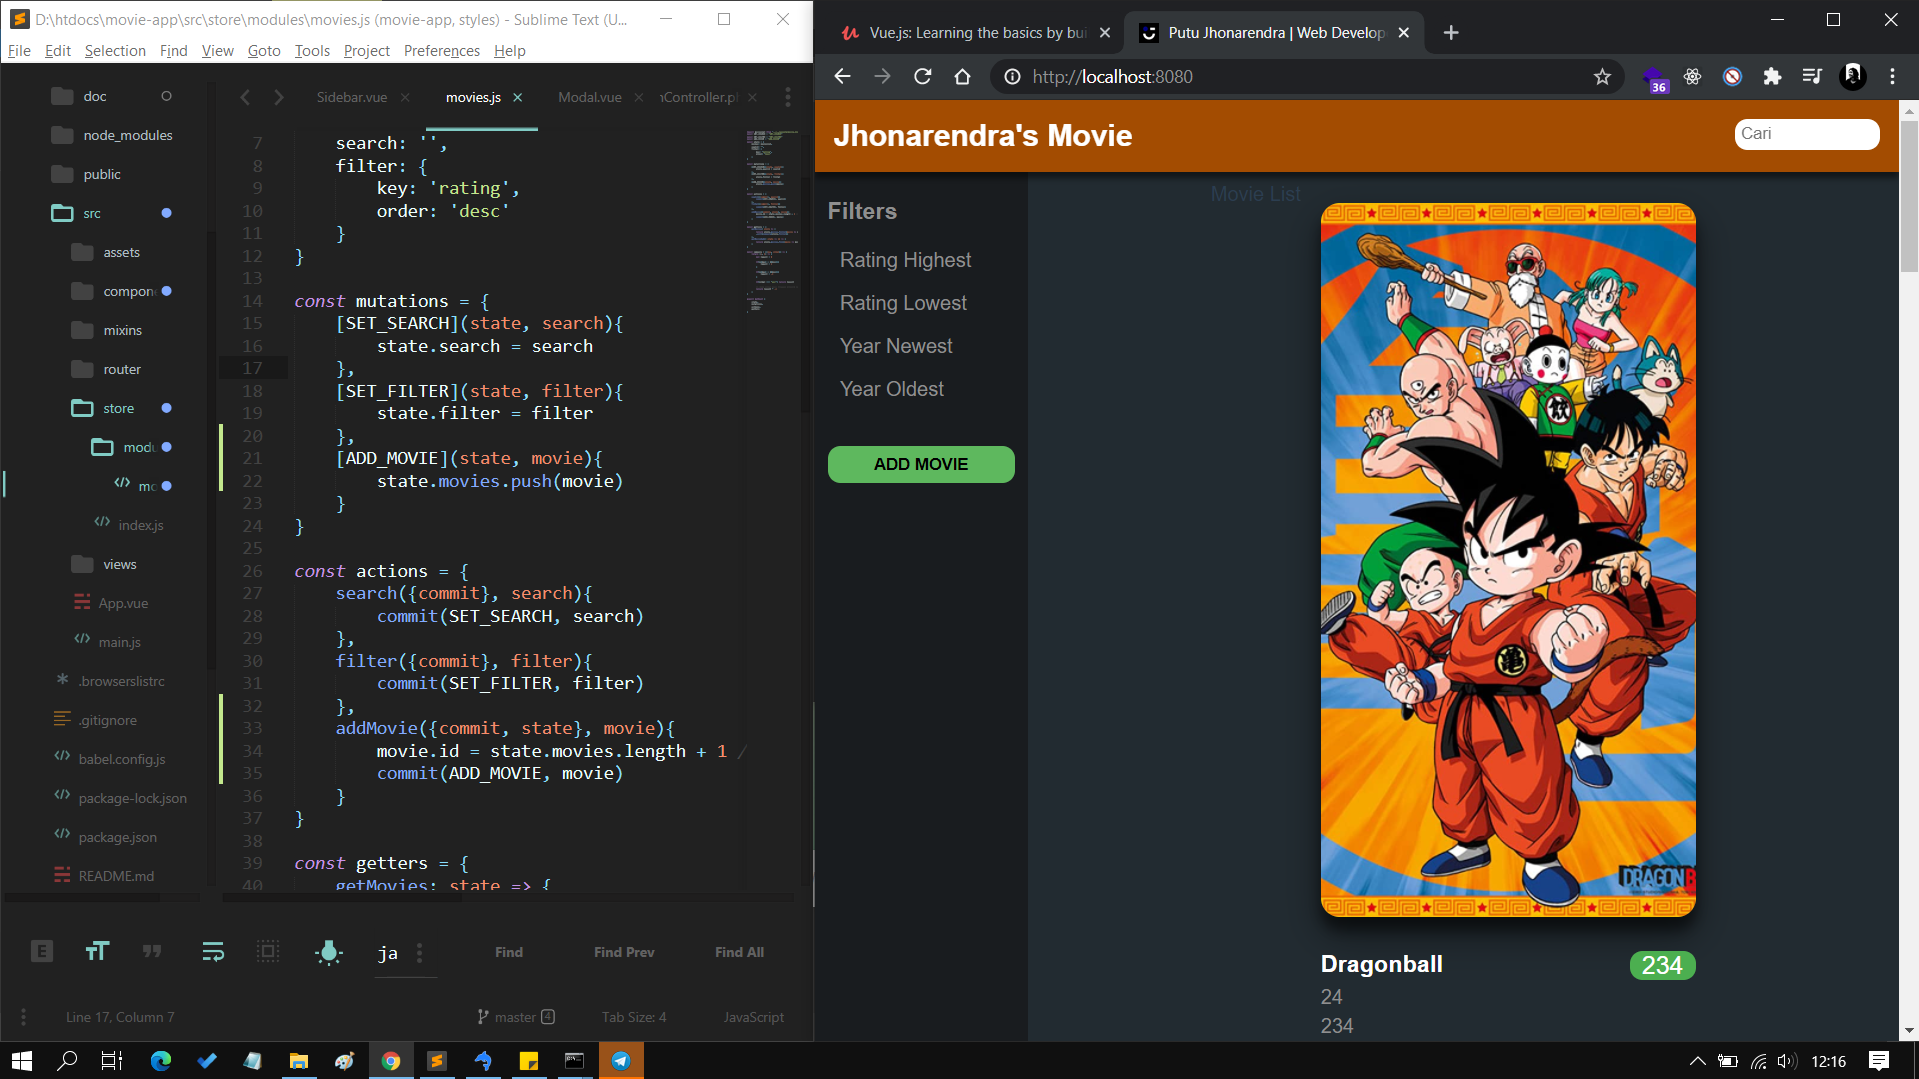 D:\htdocs\movie-app\src\store\modules\movies.js (movie-app, styles) - Sublime Text (U...
File Edit Selection Find View Goto Tools Project Preferences Help
doc
node_modules
public
src
assets
compon
mixins
router
store
mod
mo
index.js
views
App.vue
main.js
.browserslistrc
.gitignore
babel.config.js
package-lock.json
package.json
README.md
Sidebar.vue movies.js Modal.vue Controller.p
7 search: '',
8 filter: {
9 key: 'rating',
10 order: 'desc'
11 }
12 }
13
14 const mutations = {
15 [SET_SEARCH](state, search){
16 state.search = search
17 },
18 [SET_FILTER](state, filter){
19 state.filter = filter
20 },
21 [ADD_MOVIE](state, movie){
22 state.movies.push(movie)
23 }
24 }
25
26 const actions = {
27 search({commit}, search){
28 commit(SET_SEARCH, search)
29 },
30 filter({commit}, filter){
31 commit(SET_FILTER, filter)
32 },
33 addMovie({commit, state}, movie){
34 movie.id = state.movies.length + 1 /
35 commit(ADD_MOVIE, movie)
36 }
37 }
38
39 const getters = {
40 getMovies: state => {
ja Find Find Prev Find All
Line 17, Column 7 master 4 Tab Size: 4 JavaScript
Vue.js: Learning the basics by bui Putu Jhonarendra | Web Develop
http://localhost:8080
36
Jhonarendra's Movie
Cari
Filters
Rating Highest
Rating Lowest
Year Newest
Year Oldest
ADD MOVIE
Movie List
DRAGON B
Dragonball
234
24
234
12:16